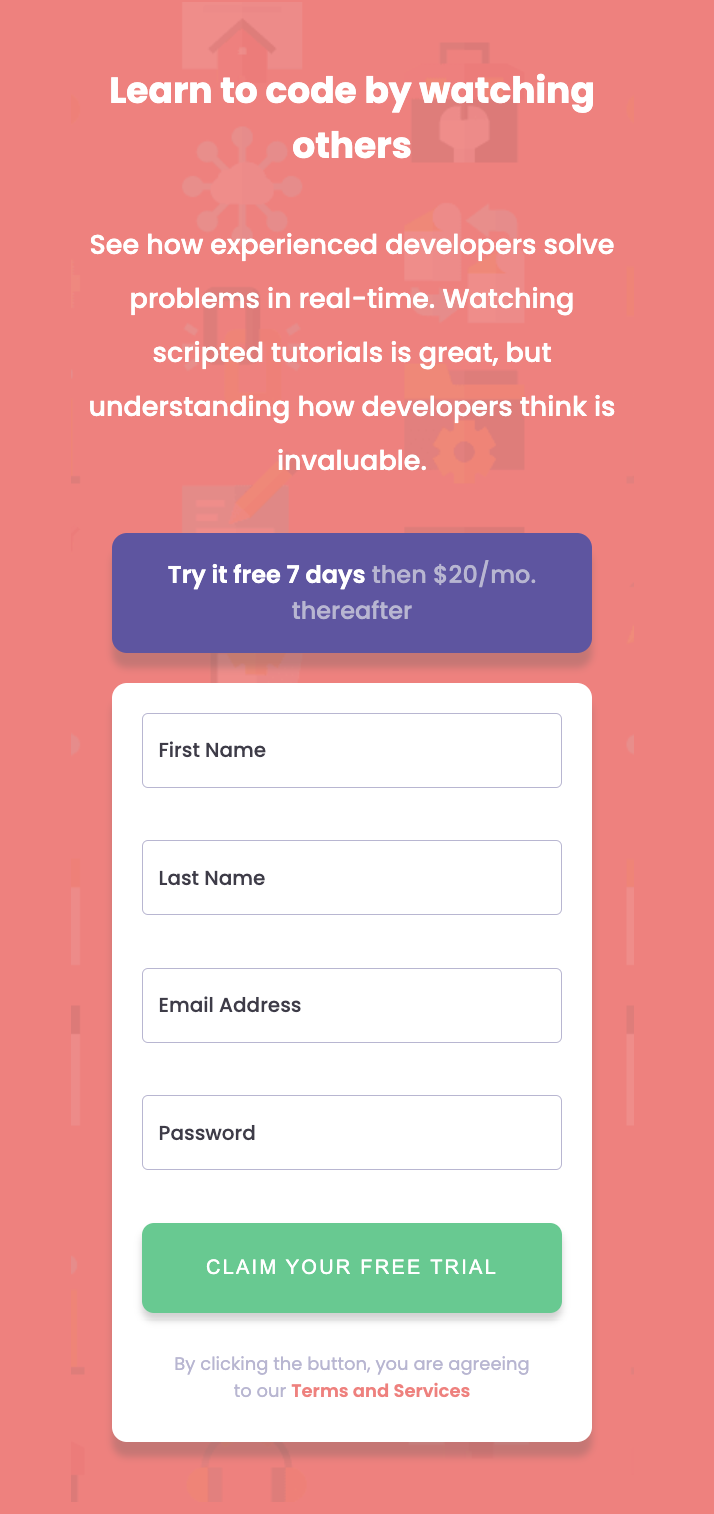 Learn to code by watching
others
See how experienced developers solve
problems in real-time. Watching
scripted tutorials is great, but
understanding how developers think is
invaluable.
Try it free 7 days then $20/mo.
thereafter
First Name
Last Name
Email Address
Password
CLAIM YOUR FREE TRIAL
By clicking the button, you are agreeing
to our Terms and Services